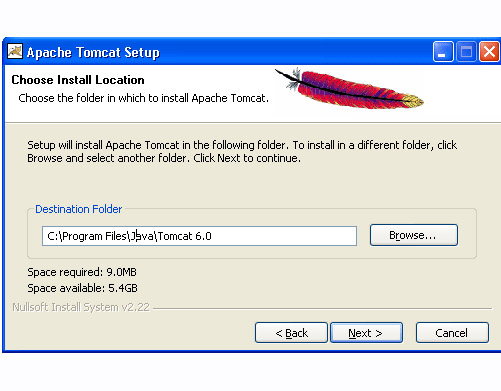 Apache Tomcat Setup
Choose Install Location
Choose the folder in which to install Apache Tomcat.
Setup will install Apache Tomcat in the following folder. To install in a different folder, click
Browse and select another folder. Click Next to continue.
Destination Folder
C:\Program Files\Java\Tomcat 6.0
Browse...
Space required: 9.0MB
Space available: 5.4GB
Nullsoft Install System v2.22
< Back
Next >
Cancel